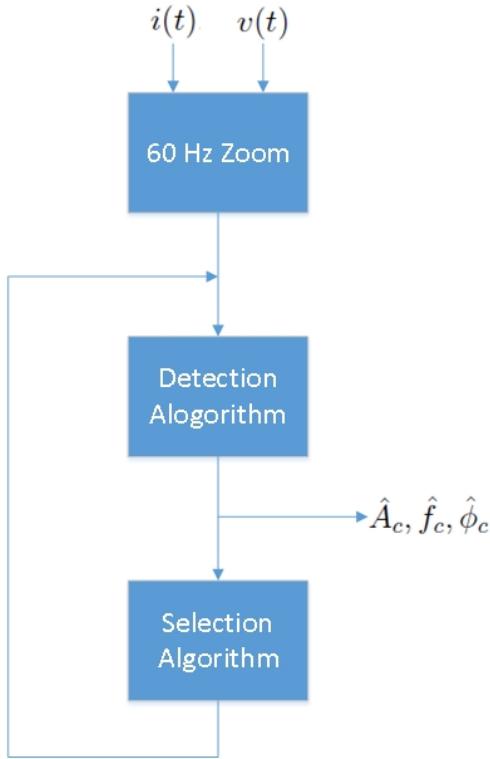 i(t) v(t)
60 Hz Zoom
Detection
Alogorithm
Â_c, f̂_c, φ̂_c
Selection
Algorithm